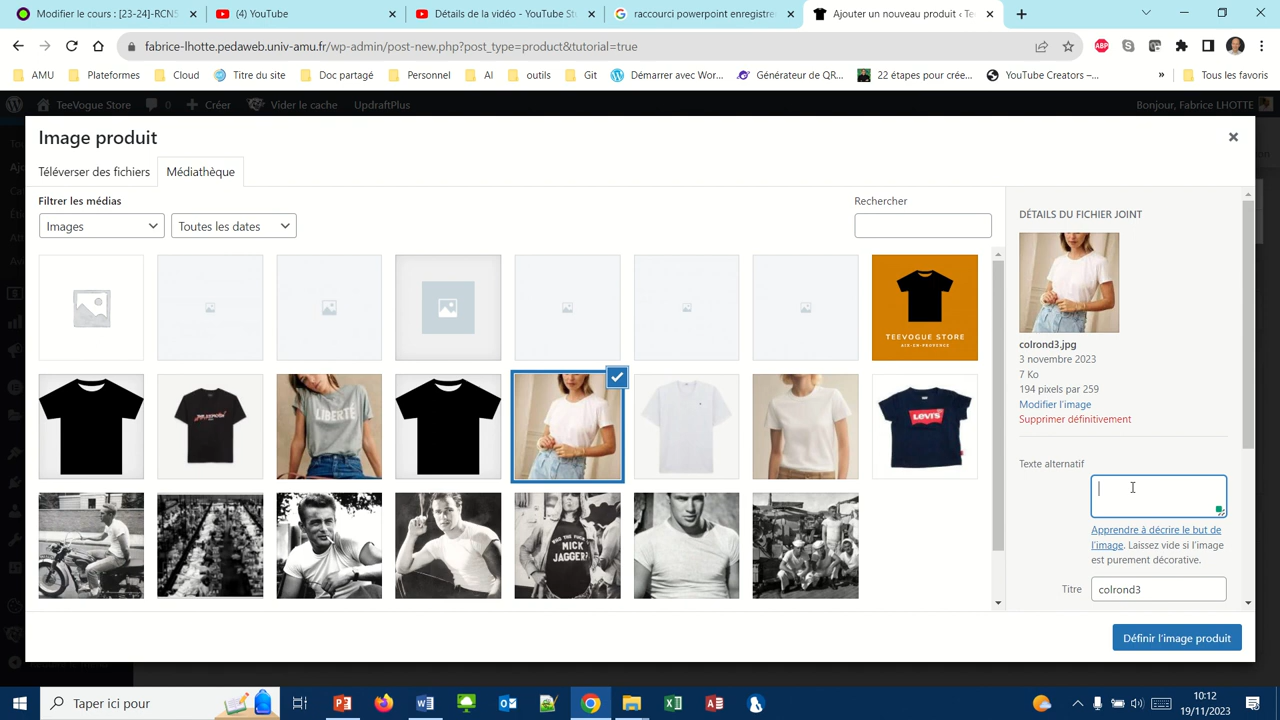 Modifier le cours : [23-24]-RCNS
(4) YouTube
Détails de la vidéo - YouTube St
raccourci powerpoint enregistre
Ajouter un nouveau produit ‹ Te
fabrice-lhotte.pedaweb.univ-amu.fr/wp-admin/post-new.php?post_type=product&tutorial=true
AMU
Plateformes
Cloud
Titre du site
Doc partagé
Personnel
AI
outils
Git
Démarrer avec Wor...
Générateur de QR...
22 étapes pour crée...
YouTube Creators –...
»
Tous les favoris
TeeVogue Store
0
Créer
Vider le cache
UpdraftPlus
Bonjour, Fabrice LHOTTE
Image produit
Téléverser des fichiers
Médiathèque
Filtrer les médias
Rechercher
Images
Toutes les dates
TEEVOGUE STORE
AIX-EN-PROVENCE
LIBERTÉ
LEVI'S
WHO THE FUCK
MICK
JAGGER?
DÉTAILS DU FICHIER JOINT
colrond3.jpg
3 novembre 2023
7 Ko
194 pixels par 259
Modifier l'image
Supprimer définitivement
Texte alternatif
Apprendre à décrire le but de
l'image. Laissez vide si l'image
est purement décorative.
Titre
colrond3
Définir l'image produit
Taper ici pour
10:12
19/11/2023